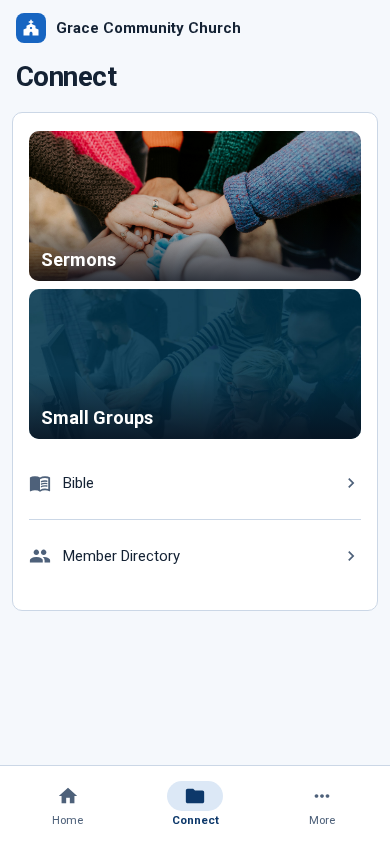 Grace Community Church
Connect
Sermons
Small Groups
Bible
Member Directory
Home
Connect
More